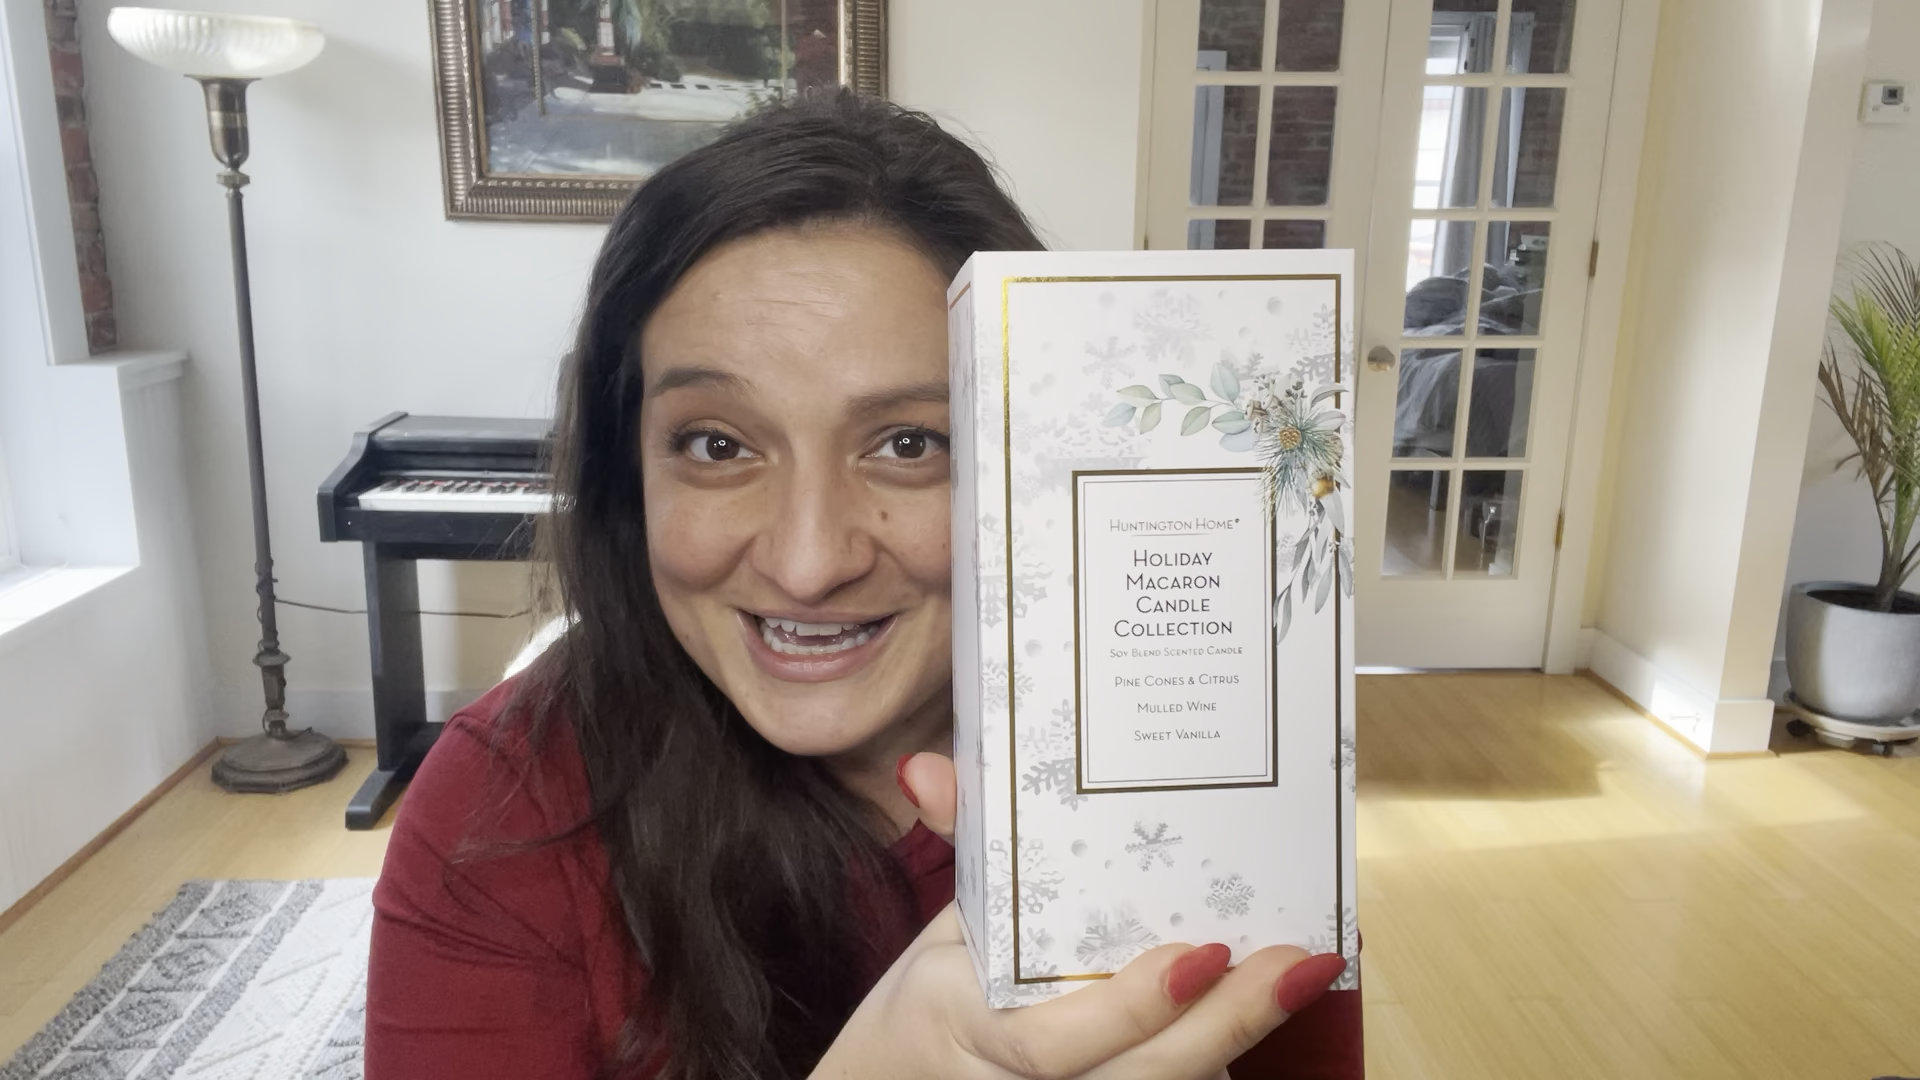 Huntington Home®
Holiday
Macaron
Candle
Collection
Soy Blend Scented Candle
Pine Cones & Citrus
Mulled Wine
Sweet Vanilla